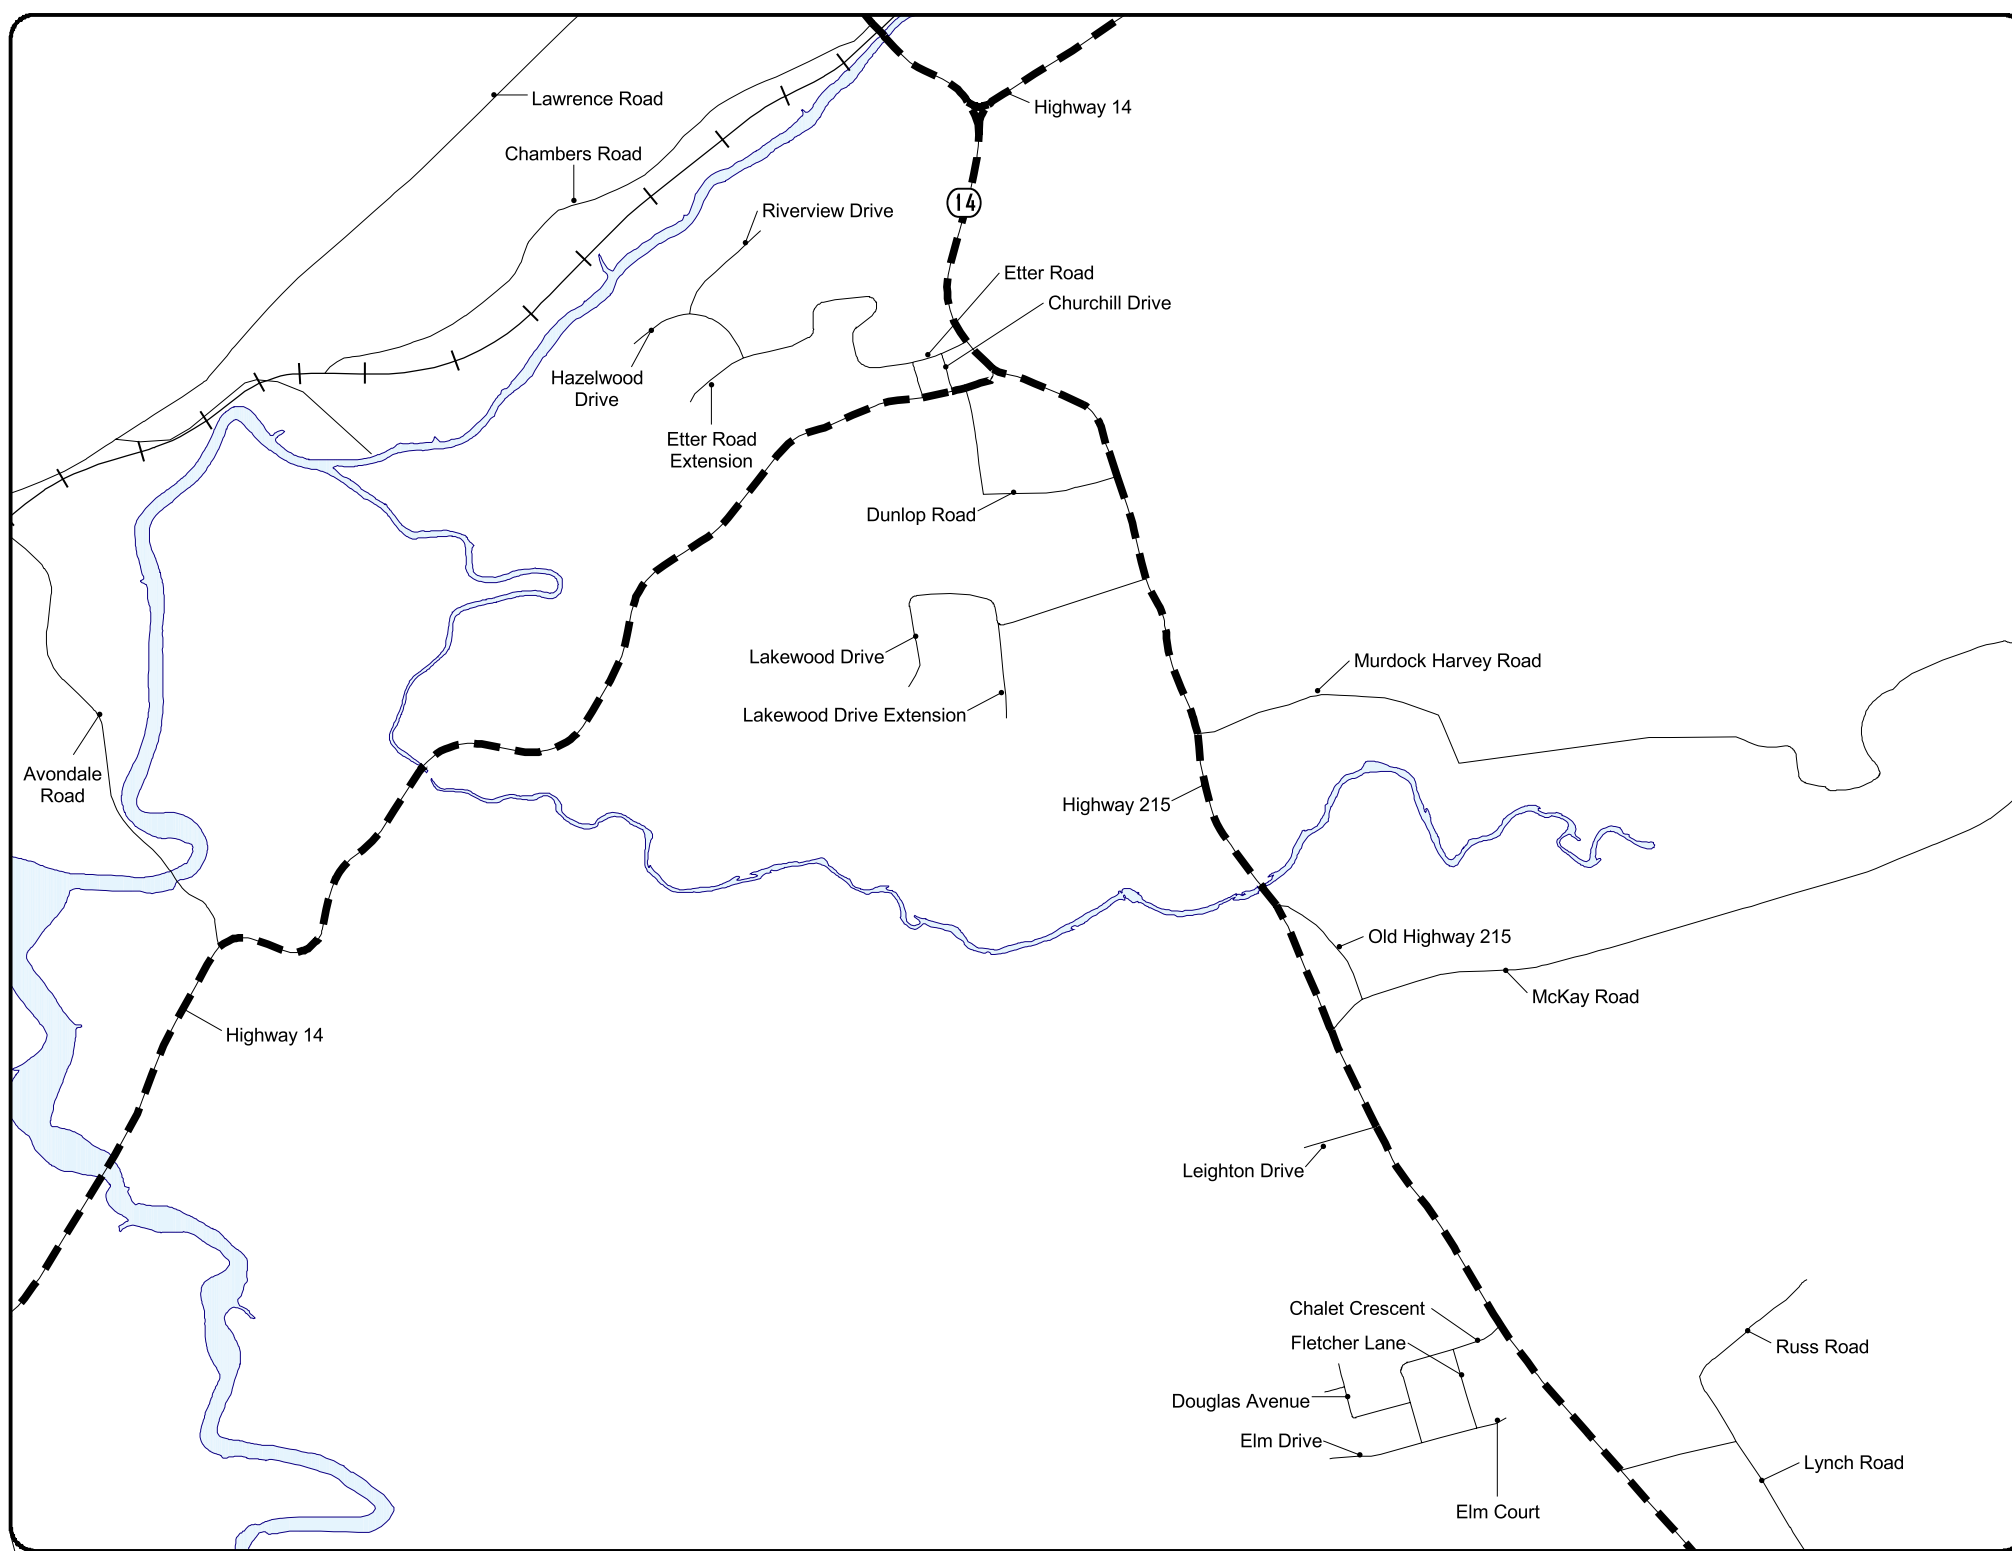 Lawrence Road
Highway 14
Chambers Road
14
Riverview Drive
Etter Road
Churchill Drive
Hazelwood
Drive
Etter Road
Extension
Dunlop Road
Lakewood Drive
Murdock Harvey Road
Lakewood Drive Extension
Avondale
Road
Highway 215
Old Highway 215
McKay Road
Highway 14
Leighton Drive
Chalet Crescent
Fletcher Lane
Russ Road
Douglas Avenue
Elm Drive
Lynch Road
Elm Court